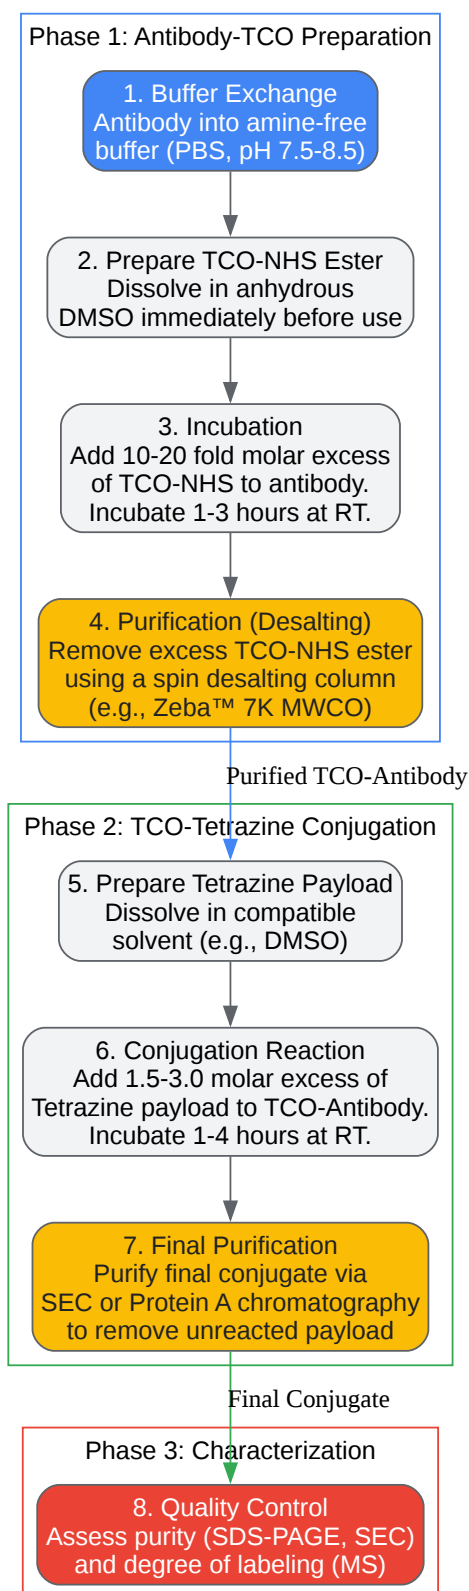 Phase 1: Antibody-TCO Preparation
1. Buffer Exchange
Antibody into amine-free
buffer (PBS, pH 7.5-8.5)
2. Prepare TCO-NHS Ester
Dissolve in anhydrous
DMSO immediately before use
3. Incubation
Add 10-20 fold molar excess
of TCO-NHS to antibody.
Incubate 1-3 hours at RT.
4. Purification (Desalting)
Remove excess TCO-NHS ester
using a spin desalting column
(e.g., Zeba™ 7K MWCO)
Purified TCO-Antibody
Phase 2: TCO-Tetrazine Conjugation
5. Prepare Tetrazine Payload
Dissolve in compatible
solvent (e.g., DMSO)
6. Conjugation Reaction
Add 1.5-3.0 molar excess of
Tetrazine payload to TCO-Antibody.
Incubate 1-4 hours at RT.
7. Final Purification
Purify final conjugate via
SEC or Protein A chromatography
to remove unreacted payload
Final Conjugate
Phase 3: Characterization
8. Quality Control
Assess purity (SDS-PAGE, SEC)
and degree of labeling (MS)